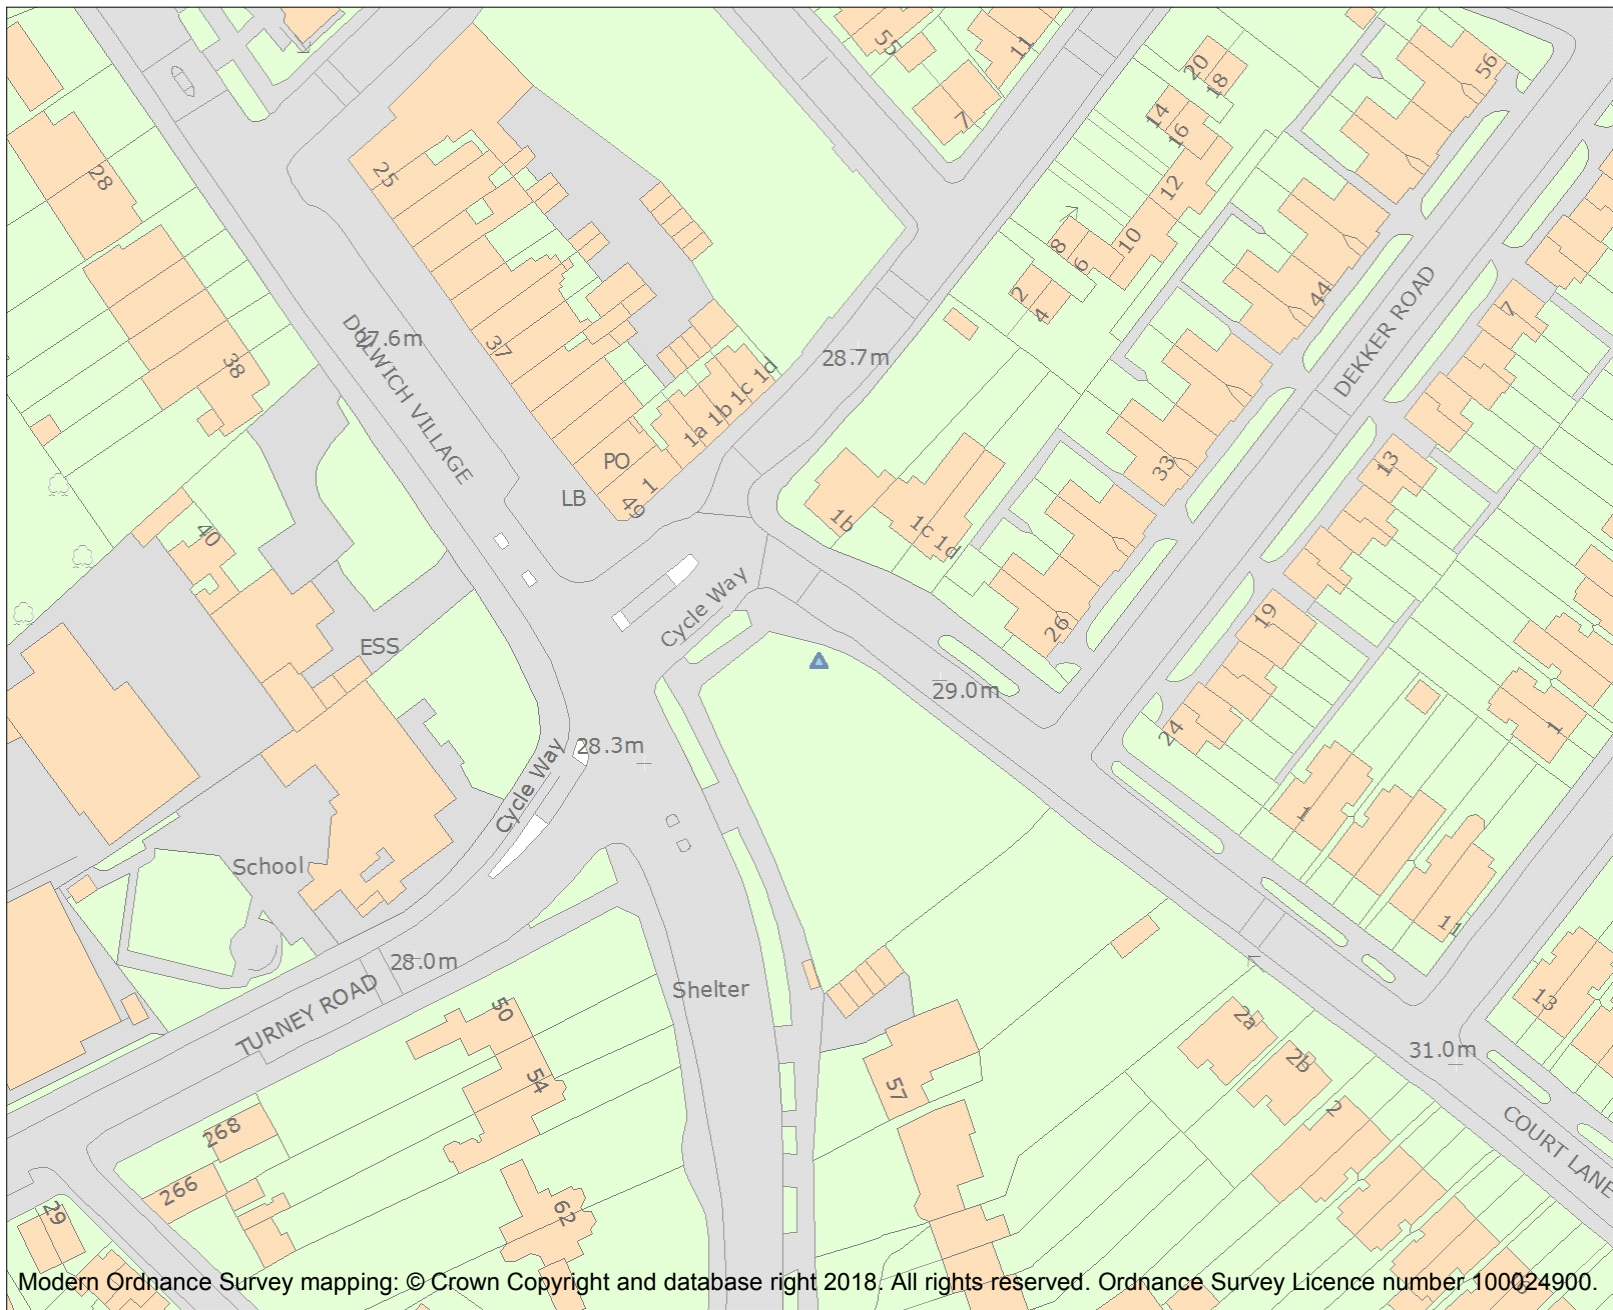 55
11
20
18
56
7
14
16
28
25
12
8
10
6
2
4
44
7
DULWICH VILLAGE
27.6m
37
28.7m
DEKKER ROAD
38
1a 1b 1c 1d
PO
13
33
LB
49 1
1b
1c 1d
40
Cycle Way
ESS
26
19
29.0m
24
1
28.3m
Cycle Way
1
School
11
28.0m
TURNEY ROAD
Shelter
50
13
2a
2b
31.0m
54
57
2
COURT LANE
268
266
62
29
Modern Ordnance Survey mapping: © Crown Copyright and database right 2018. All rights reserved. Ordnance Survey Licence number 100024900.